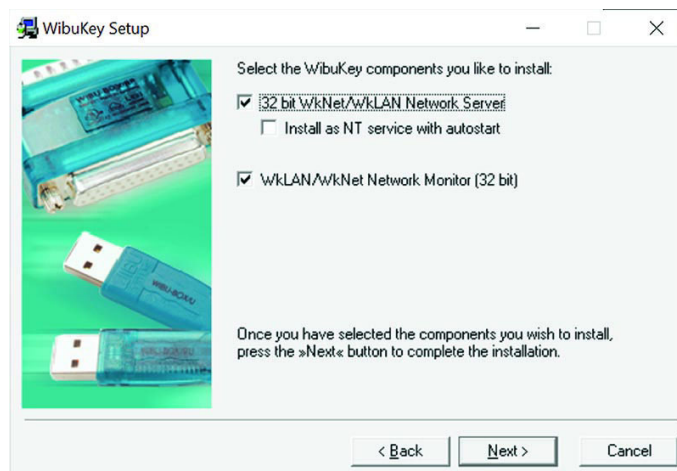 WibuKey Setup
Select the WibuKey components you like to install:
32 bit WkNet/WkLAN Network Server
Install as NT service with autostart
WkLAN/WkNet Network Monitor (32 bit)
Once you have selected the components you wish to install,
press the »Next« button to complete the installation.
< Back
Next >
Cancel
WIBU-BOX/U